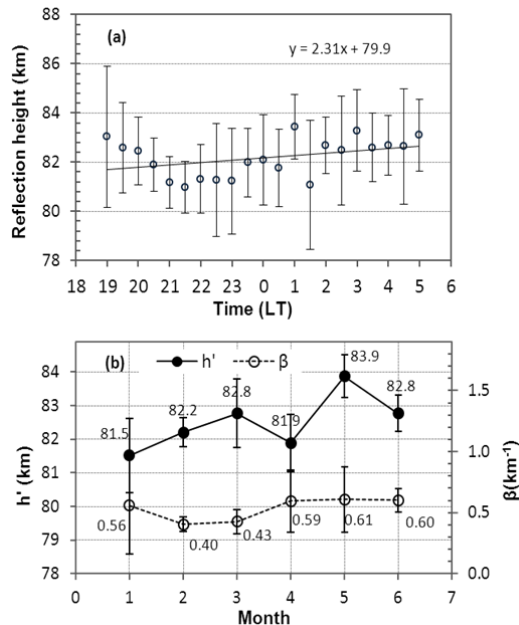 (a)
y = 2.31x + 79.9
Reflection height (km)
88
86
84
82
80
78
18 19 20 21 22 23 0 1 2 3 4 5 6
Time (LT)
(b)
h'
β
h' (km)
84
83
82
81
80
79
78
81.5
82.2
82.8
81.9
83.9
82.8
0.56
0.40
0.43
0.59
0.61
0.60
1.5
1.0
0.5
0.0
β(km⁻¹)
0 1 2 3 4 5 6 7
Month